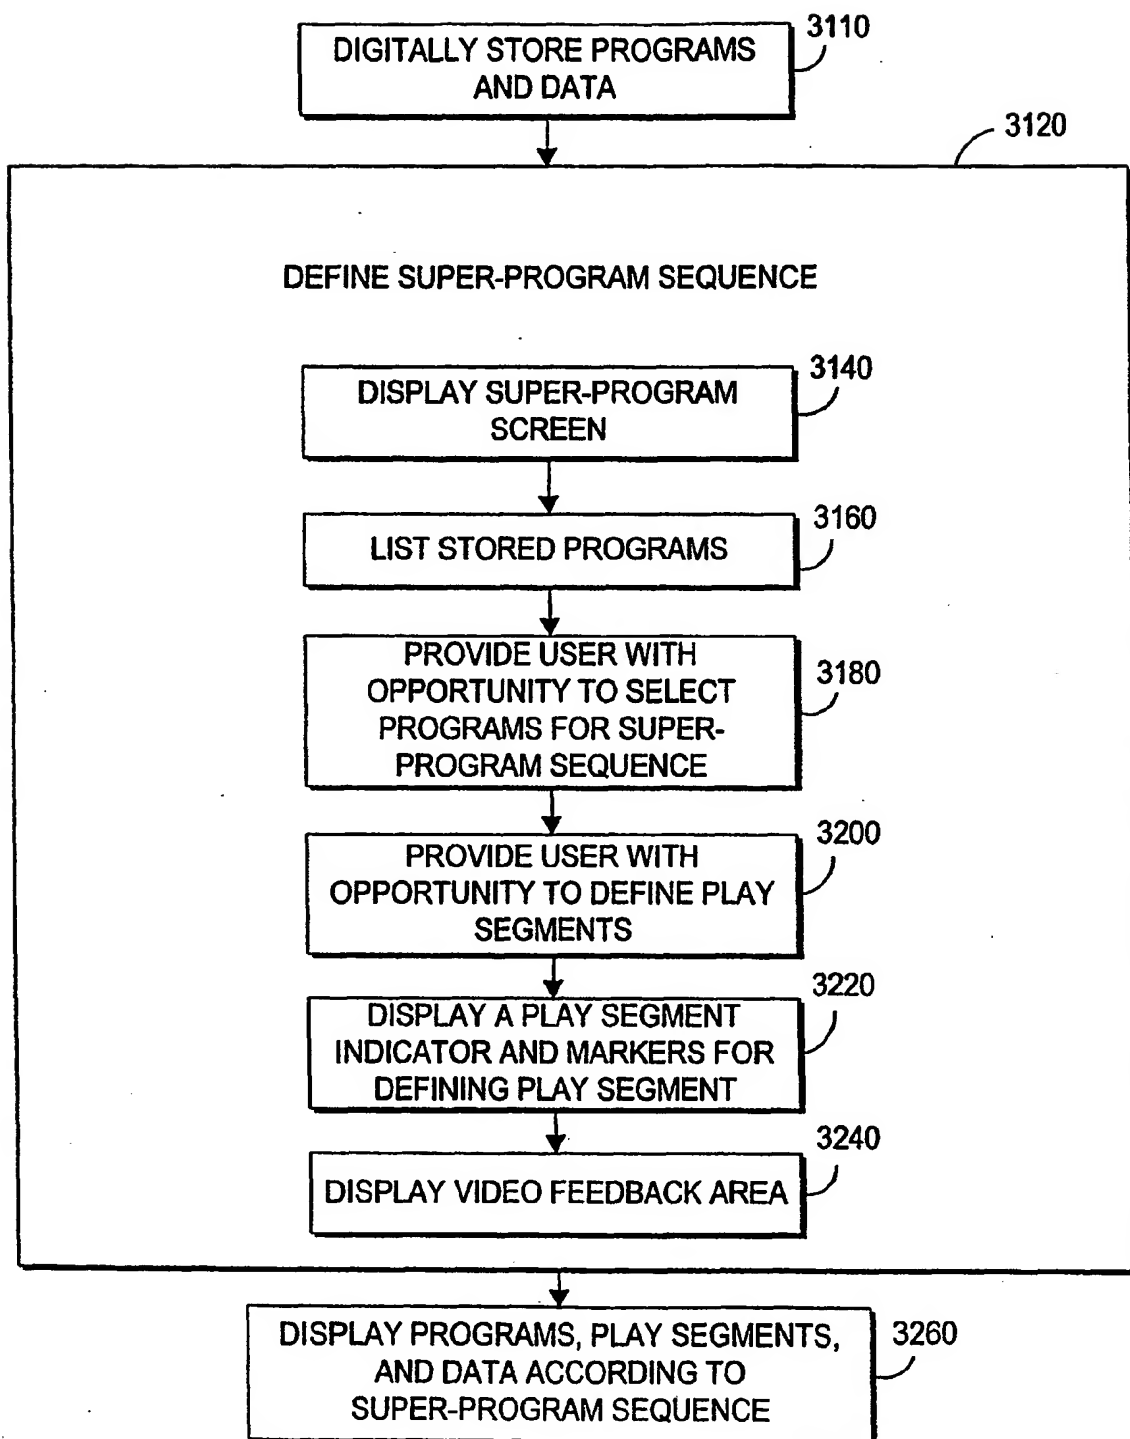 3110
DIGITALLY STORE PROGRAMS
AND DATA
3120
DEFINE SUPER-PROGRAM SEQUENCE
3140
DISPLAY SUPER-PROGRAM
SCREEN
3160
LIST STORED PROGRAMS
3180
PROVIDE USER WITH
OPPORTUNITY TO SELECT
PROGRAMS FOR SUPER-
PROGRAM SEQUENCE
3200
PROVIDE USER WITH
OPPORTUNITY TO DEFINE PLAY
SEGMENTS
3220
DISPLAY A PLAY SEGMENT
INDICATOR AND MARKERS FOR
DEFINING PLAY SEGMENT
3240
DISPLAY VIDEO FEEDBACK AREA
3260
DISPLAY PROGRAMS, PLAY SEGMENTS,
AND DATA ACCORDING TO
SUPER-PROGRAM SEQUENCE